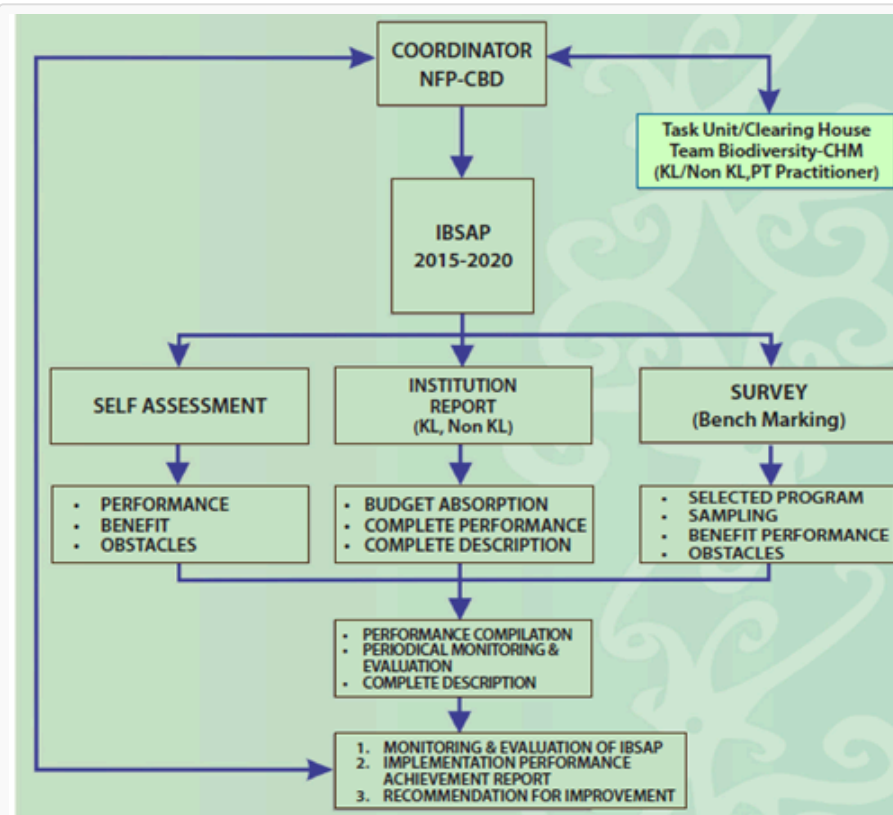 COORDINATOR
NFP-CBD
Task Unit/Clearing House
Team Biodiversity-CHM
(KL/Non KL,PT Practitioner)
IBSAP
2015-2020
SELF ASSESSMENT
INSTITUTION
REPORT
(KL, Non KL)
SURVEY
(Bench Marking)
• PERFORMANCE
• BENEFIT
• OBSTACLES
• BUDGET ABSORPTION
• COMPLETE PERFORMANCE
• COMPLETE DESCRIPTION
• SELECTED PROGRAM
• SAMPLING
• BENEFIT PERFORMANCE
• OBSTACLES
• PERFORMANCE COMPILATION
• PERIODICAL MONITORING &
EVALUATION
• COMPLETE DESCRIPTION
1. MONITORING & EVALUATION OF IBSAP
2. IMPLEMENTATION PERFORMANCE
ACHIEVEMENT REPORT
3. RECOMMENDATION FOR IMPROVEMENT